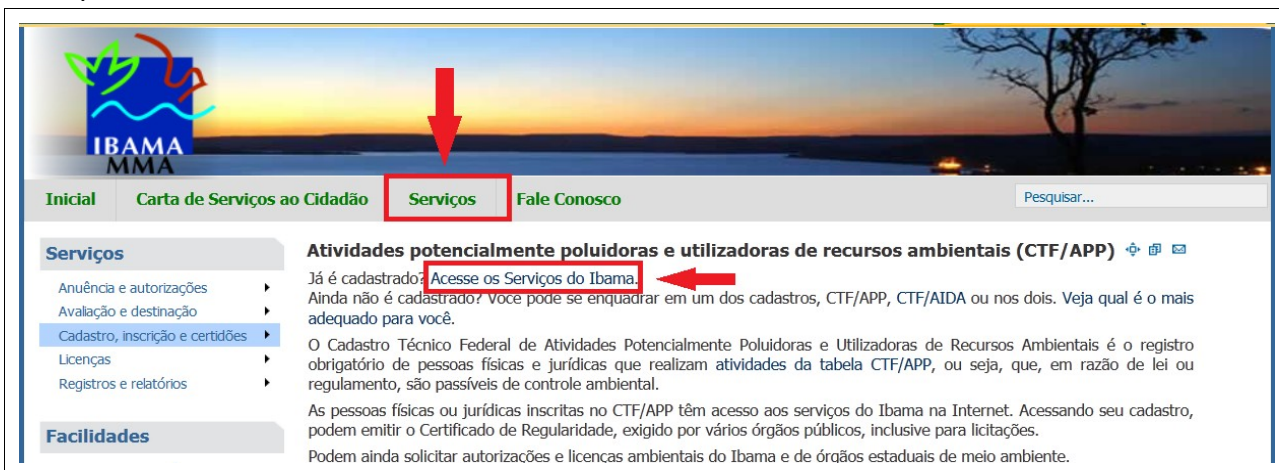 IBAMA
MMA
Inicial Carta de Serviços ao Cidadão Serviços Fale Conosco Pesquisar...
Serviços
Anuência e autorizações
Avaliação e destinação
Cadastro, inscrição e certidões
Licenças
Registros e relatórios
Facilidades
Atividades potencialmente poluidoras e utilizadoras de recursos ambientais (CTF/APP)
Já é cadastrado? Acesse os Serviços do Ibama.
Ainda não é cadastrado? Você pode se enquadrar em um dos cadastros, CTF/APP, CTF/AIDA ou nos dois. Veja qual é o mais
adequado para você.
O Cadastro Técnico Federal de Atividades Potencialmente Poluidoras e Utilizadoras de Recursos Ambientais é o registro
obrigatório de pessoas físicas e jurídicas que realizam atividades da tabela CTF/APP, ou seja, que, em razão de lei ou
regulamento, são passíveis de controle ambiental.
As pessoas físicas ou jurídicas inscritas no CTF/APP têm acesso aos serviços do Ibama na Internet. Acessando seu cadastro,
podem emitir o Certificado de Regularidade, exigido por vários órgãos públicos, inclusive para licitações.
Podem ainda solicitar autorizações e licenças ambientais do Ibama e de órgãos estaduais de meio ambiente.